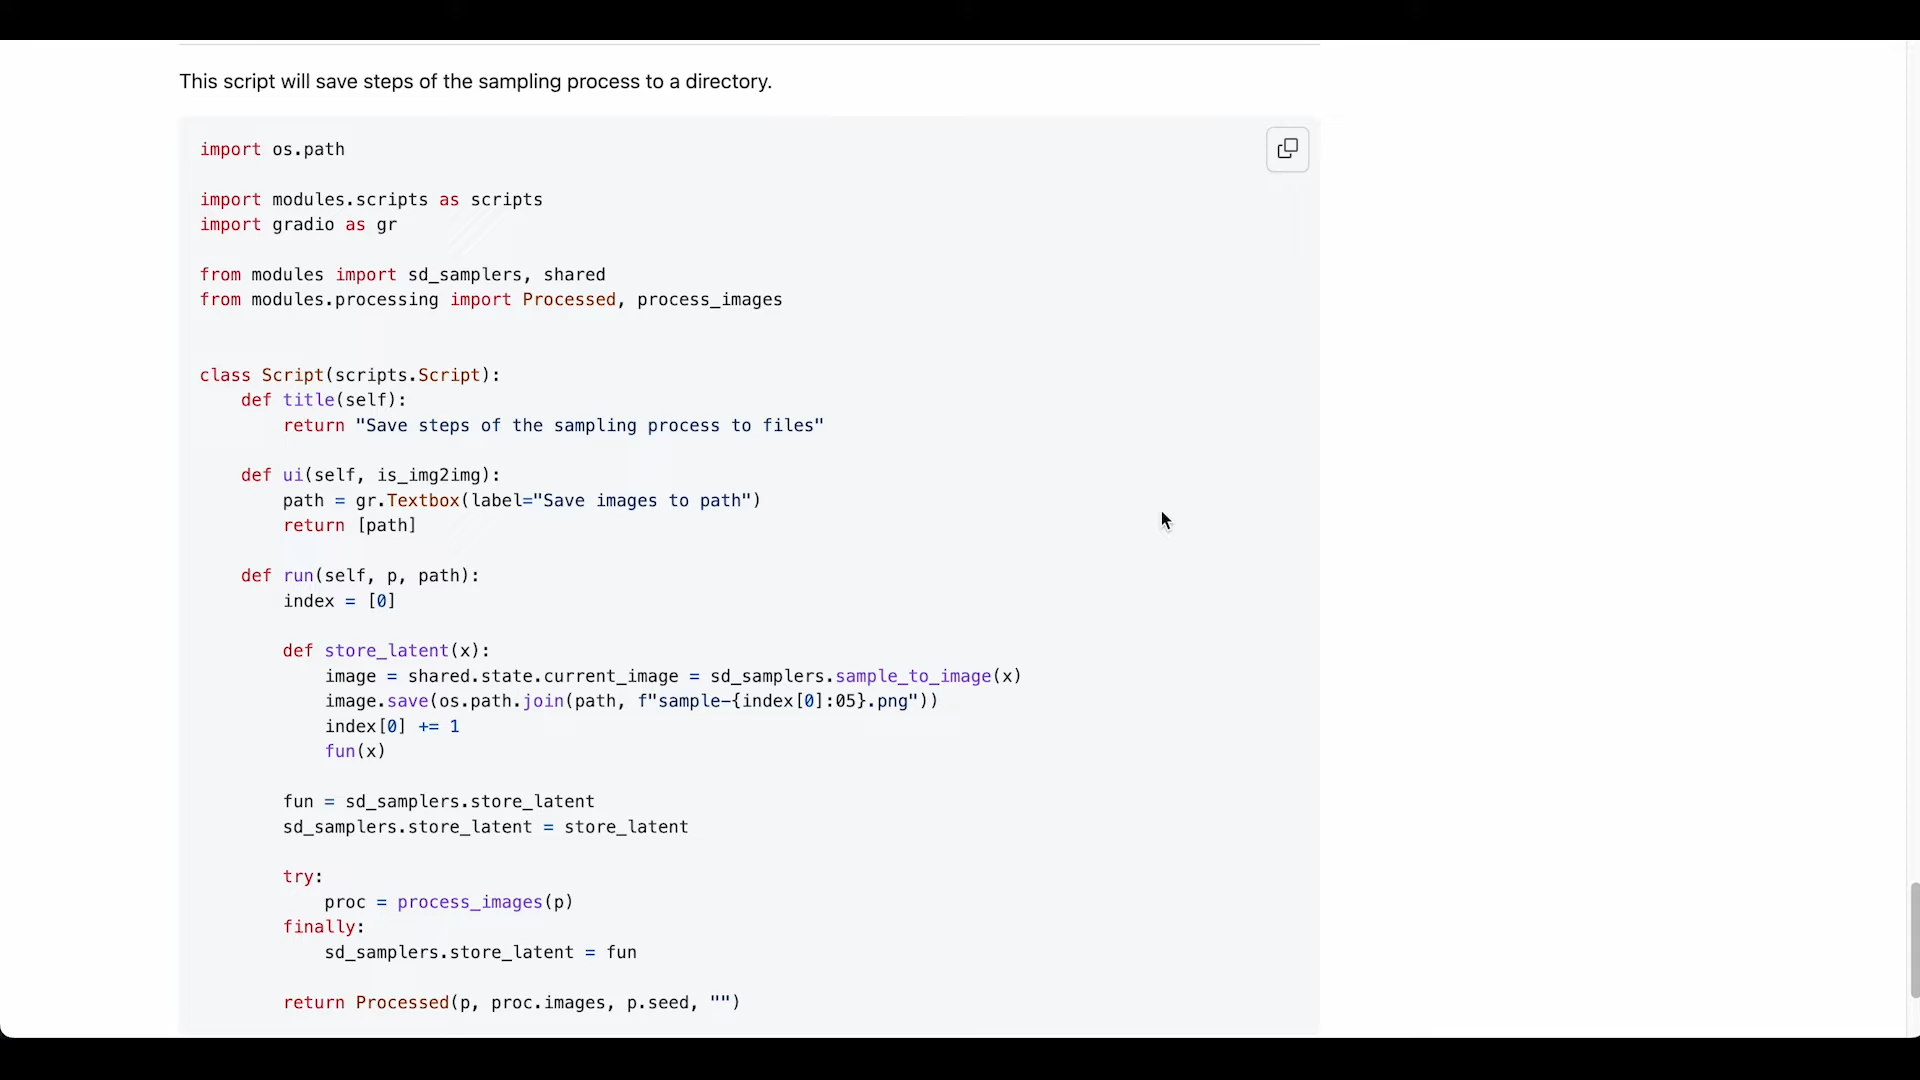 This script will save steps of the sampling process to a directory.
import os.path
import modules.scripts as scripts
import gradio as gr
from modules import sd_samplers, shared
from modules.processing import Processed, process_images
class Script(scripts.Script):
    def title(self):
        return "Save steps of the sampling process to files"
    def ui(self, is_img2img):
        path = gr.Textbox(label="Save images to path")
        return [path]
    def run(self, p, path):
        index = [0]
        def store_latent(x):
            image = shared.state.current_image = sd_samplers.sample_to_image(x)
            image.save(os.path.join(path, f"sample-{index[0]:05}.png"))
            index[0] += 1
            fun(x)
        fun = sd_samplers.store_latent
        sd_samplers.store_latent = store_latent
        try:
            proc = process_images(p)
        finally:
            sd_samplers.store_latent = fun
        return Processed(p, proc.images, p.seed, "")